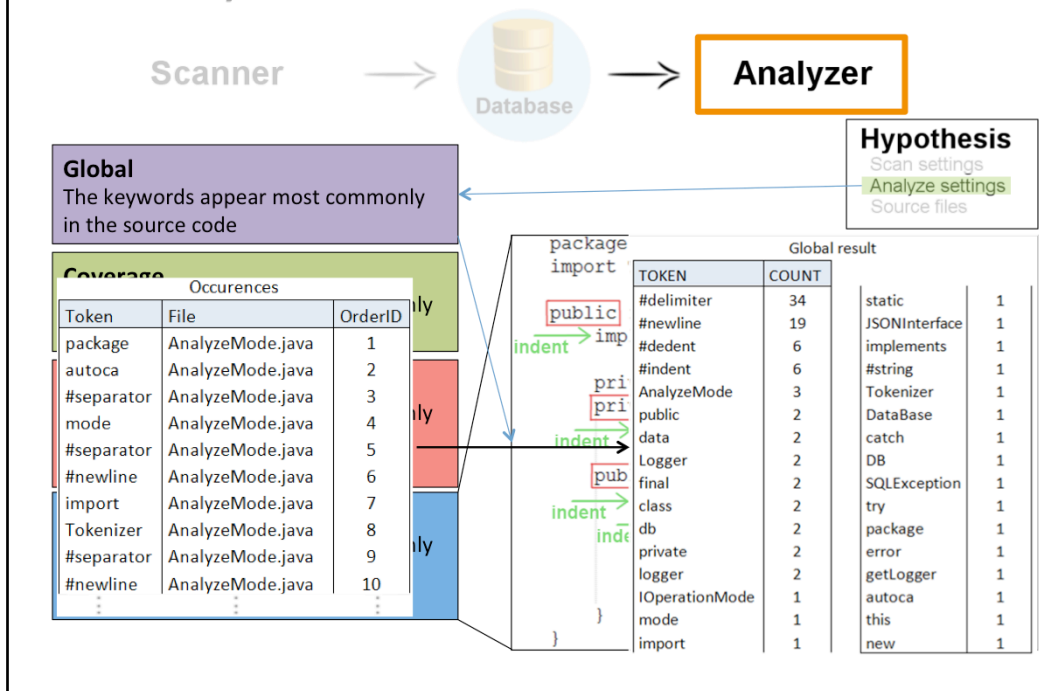 Scanner
Database
Analyzer
Hypothesis
Scan settings
Analyze settings
Source files
Global
The keywords appear most commonly
in the source code
Coverage
Occurences
Token File OrderID
package AnalyzeMode.java 1
autoca AnalyzeMode.java 2
#separator AnalyzeMode.java 3
mode AnalyzeMode.java 4
#separator AnalyzeMode.java 5
#newline AnalyzeMode.java 6
import AnalyzeMode.java 7
Tokenizer AnalyzeMode.java 8
#separator AnalyzeMode.java 9
#newline AnalyzeMode.java 10
package
import
public
indent imp
pri
pri
indent
pub
indent
inde
}
}
Global result
TOKEN COUNT
#delimiter 34
#newline 19
#dedent 6
#indent 6
AnalyzeMode 3
public 2
data 2
Logger 2
final 2
class 2
db 2
private 2
logger 2
IOperationMode 1
mode 1
import 1
static 1
JSONInterface 1
implements 1
#string 1
Tokenizer 1
DataBase 1
catch 1
DB 1
SQLException 1
try 1
package 1
error 1
getLogger 1
autoca 1
this 1
new 1